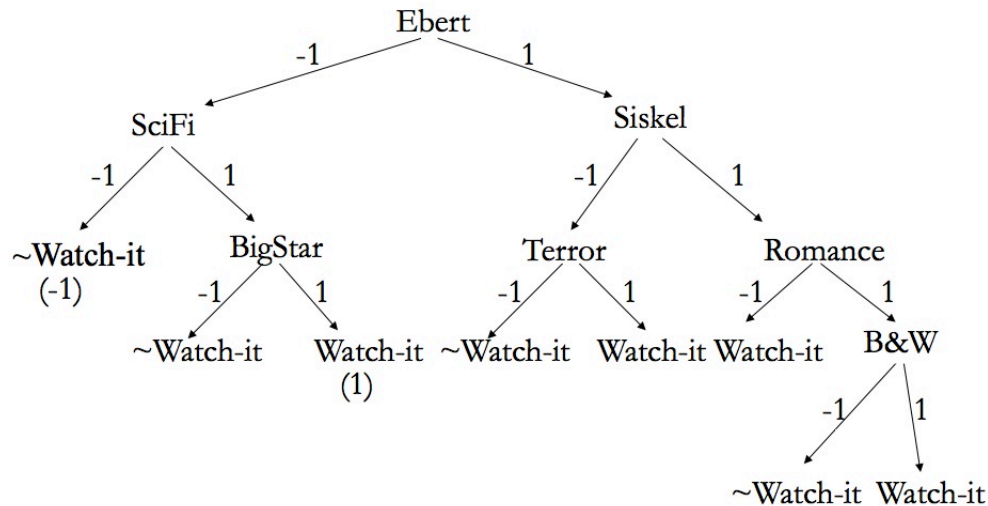 Ebert
-1 1
SciFi Siskel
-1 1 -1 1
~Watch-it BigStar Terror Romance
(-1)
-1 1 -1 1 -1 1
~Watch-it Watch-it ~Watch-it Watch-it Watch-it B&W
(1)
-1 1
~Watch-it Watch-it